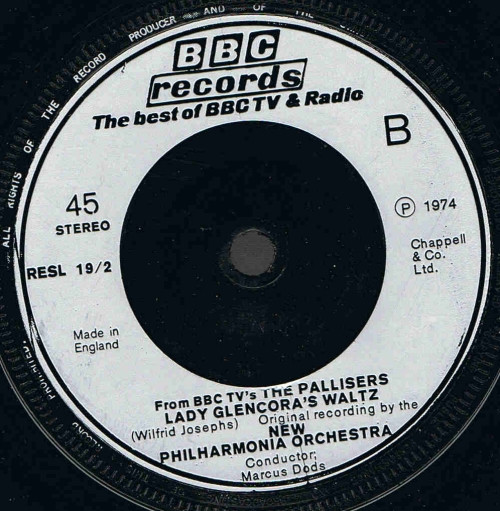 ALL RIGHTS OF THE RECORD PRODUCER AND OF THE
BBC
records
The best of BBC TV & Radio
B
45
STEREO
RESL 19/2
Made in
England
℗ 1974
Chappell
& Co.
Ltd.
From BBC TV's THE PALLISERS
LADY GLENCORA'S WALTZ
(Wilfrid Josephs) Original recording by the
NEW
PHILHARMONIA ORCHESTRA
Conductor;
Marcus Dods